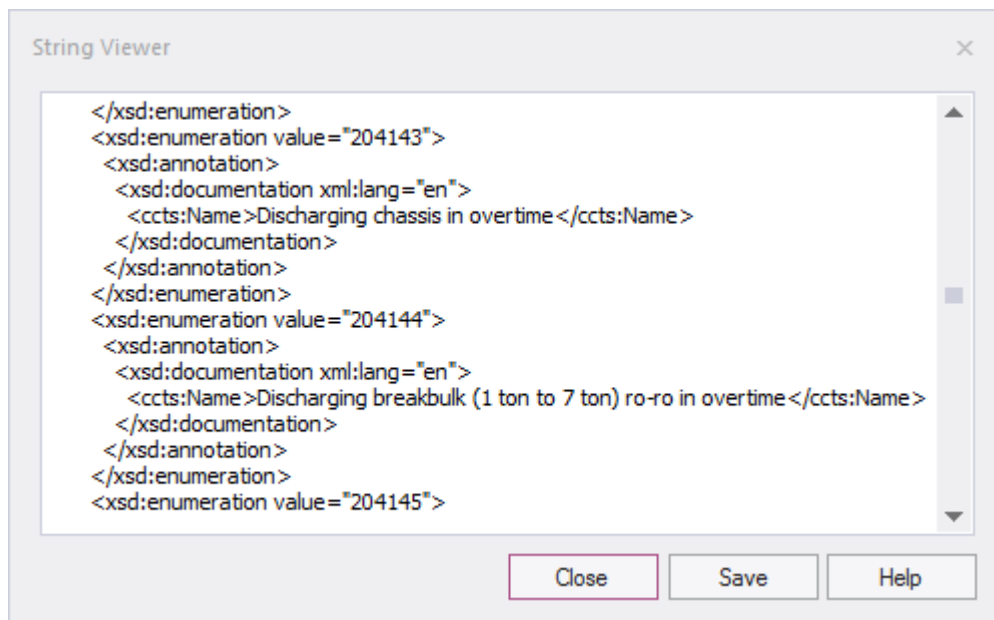 String Viewer
</xsd:enumeration>
<xsd:enumeration value="204143">
<xsd:annotation>
<xsd:documentation xml:lang="en">
<ccts:Name>Discharging chassis in overtime</ccts:Name>
</xsd:documentation>
</xsd:annotation>
</xsd:enumeration>
<xsd:enumeration value="204144">
<xsd:annotation>
<xsd:documentation xml:lang="en">
<ccts:Name>Discharging breakbulk (1 ton to 7 ton) ro-ro in overtime</ccts:Name>
</xsd:documentation>
</xsd:annotation>
</xsd:enumeration>
<xsd:enumeration value="204145">
Close Save Help